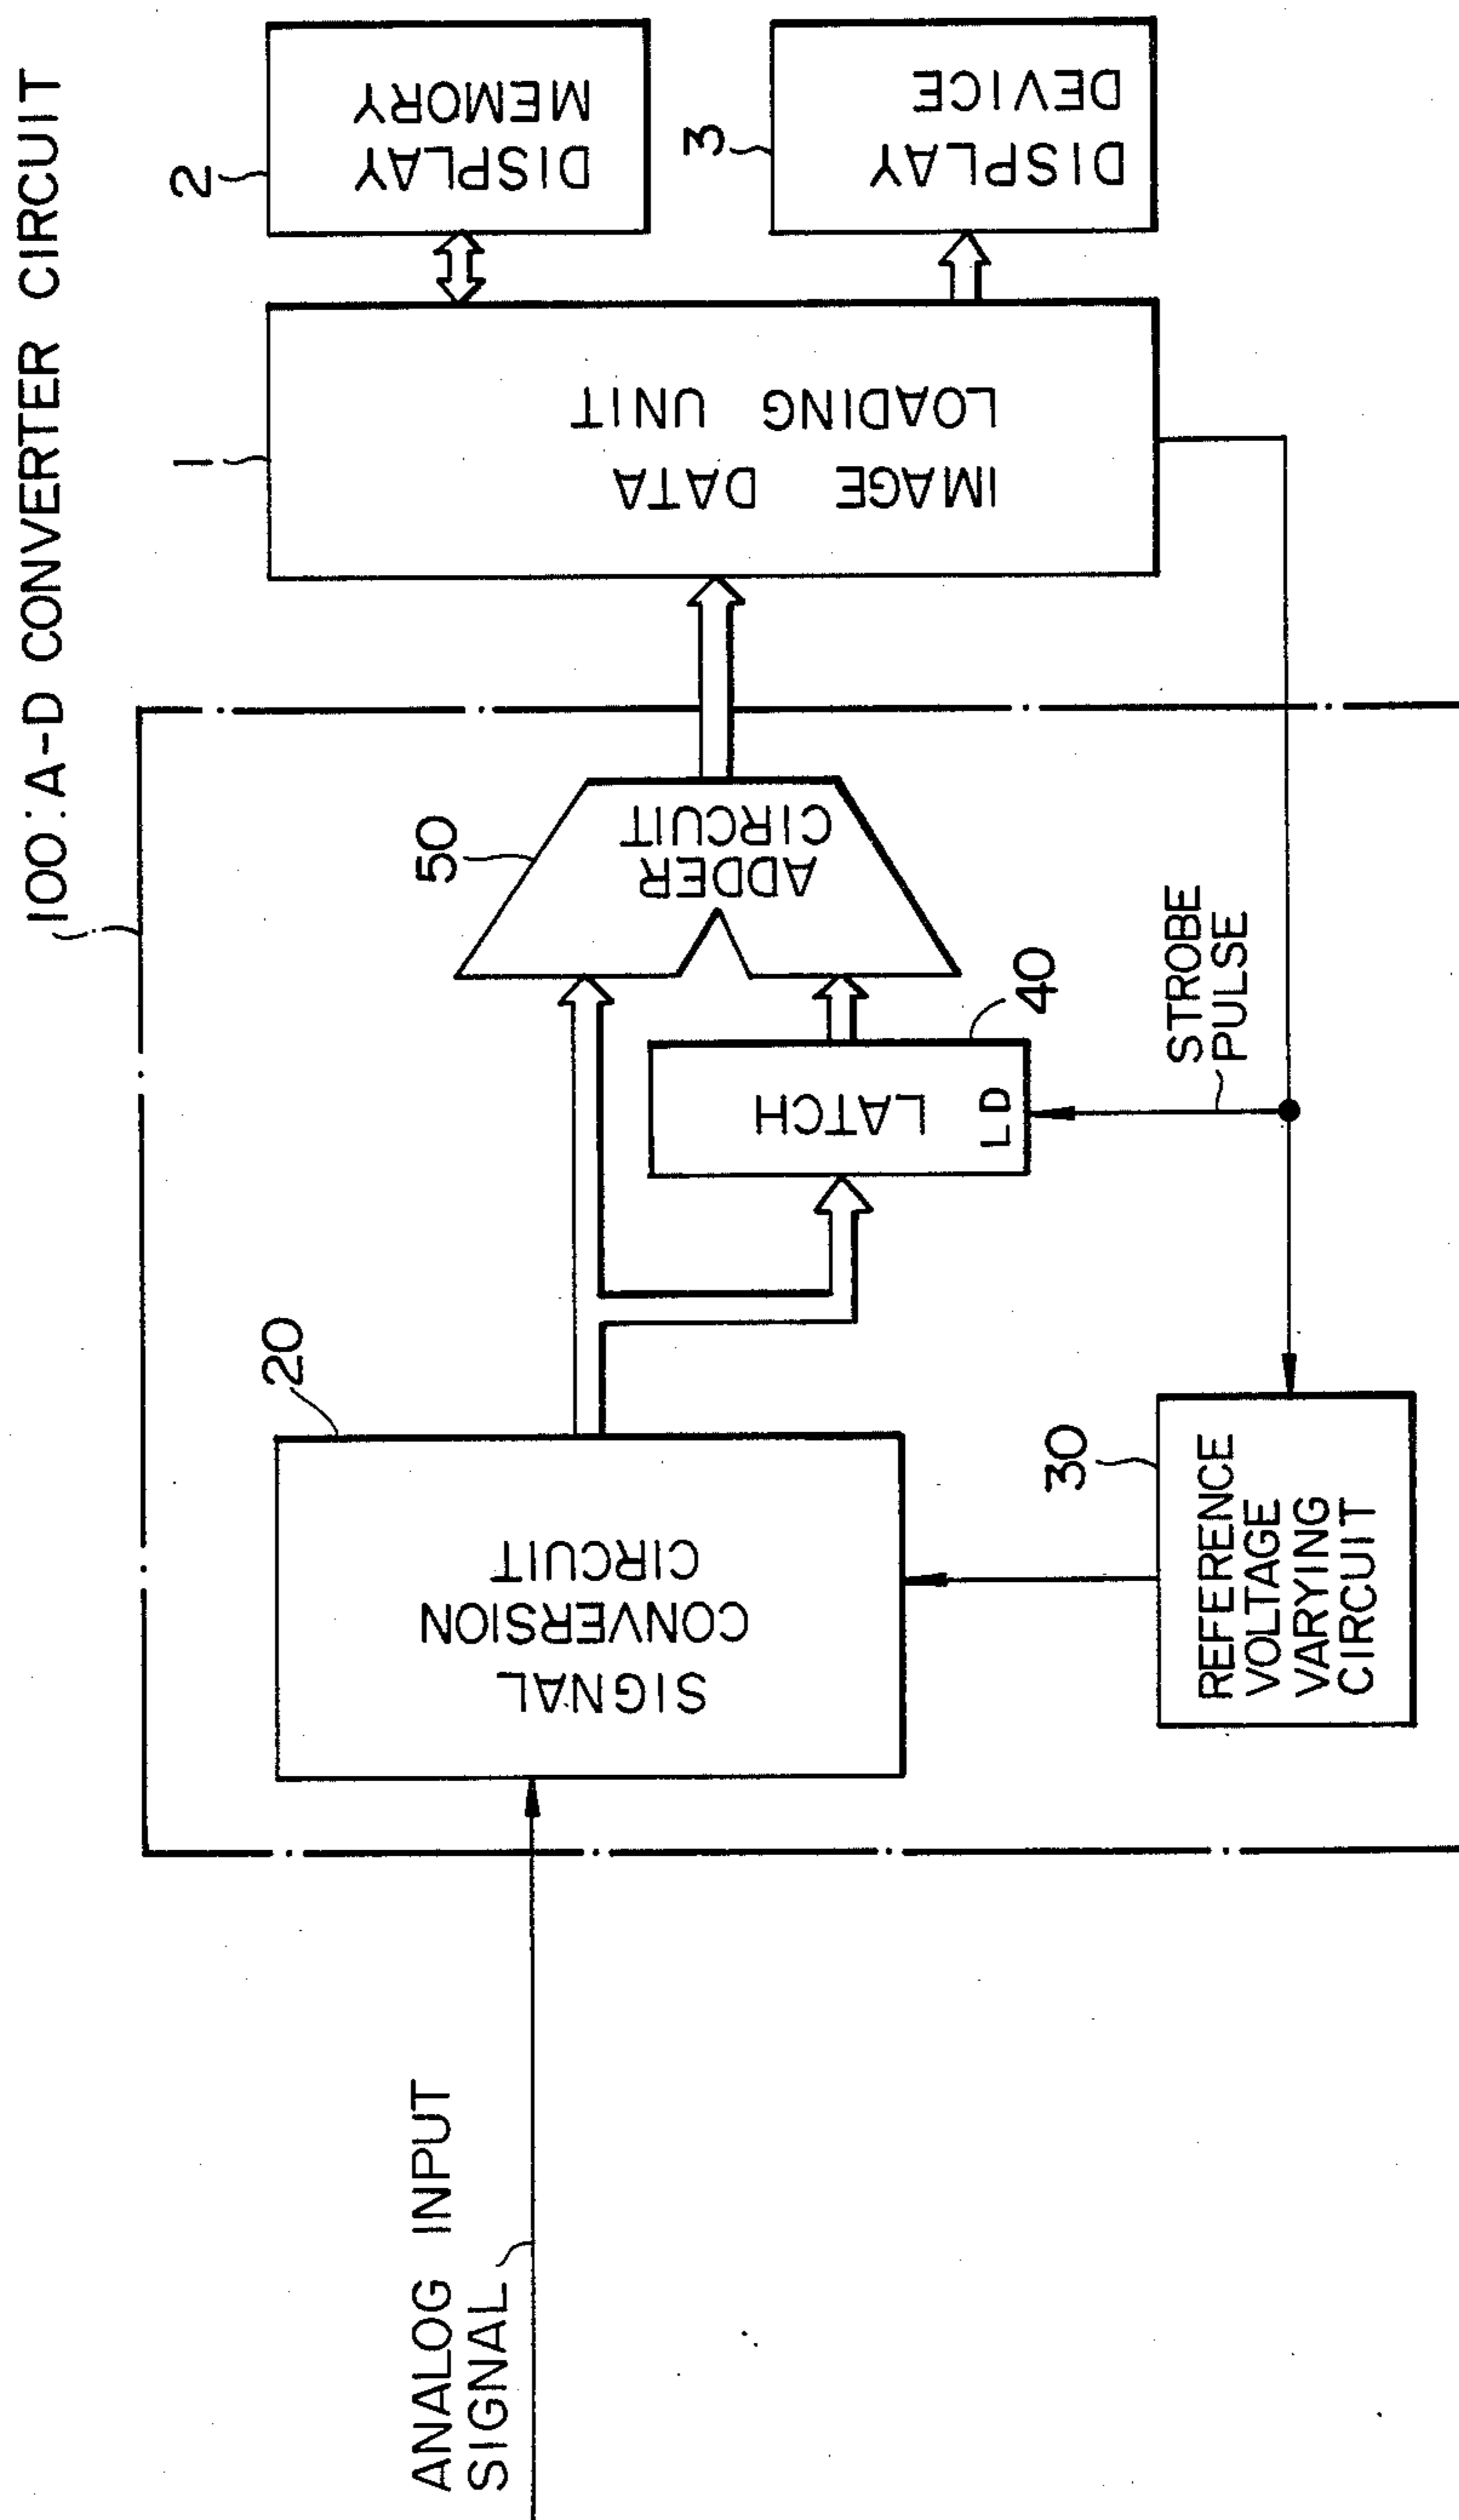 100:A-D CONVERTER CIRCUIT
ANALOG INPUT
SIGNAL
20
SIGNAL
CONVERSION
CIRCUIT
30
REFERENCE
VOLTAGE
VARYING
CIRCUIT
LATCH
LD
40
STROBE
PULSE
50
ADDER
CIRCUIT
1
IMAGE DATA
LOADING UNIT
2
DISPLAY
MEMORY
3
DISPLAY
DEVICE